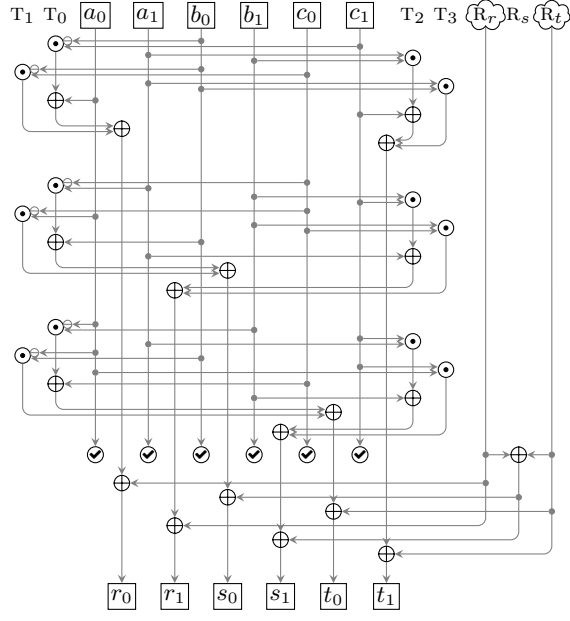 T₁ T₀ a₀ a₁ b₀ b₁ c₀ c₁ T₂ T₃ Rᵣ Rₛ Rₜ
r₀ r₁ s₀ s₁ t₀ t₁